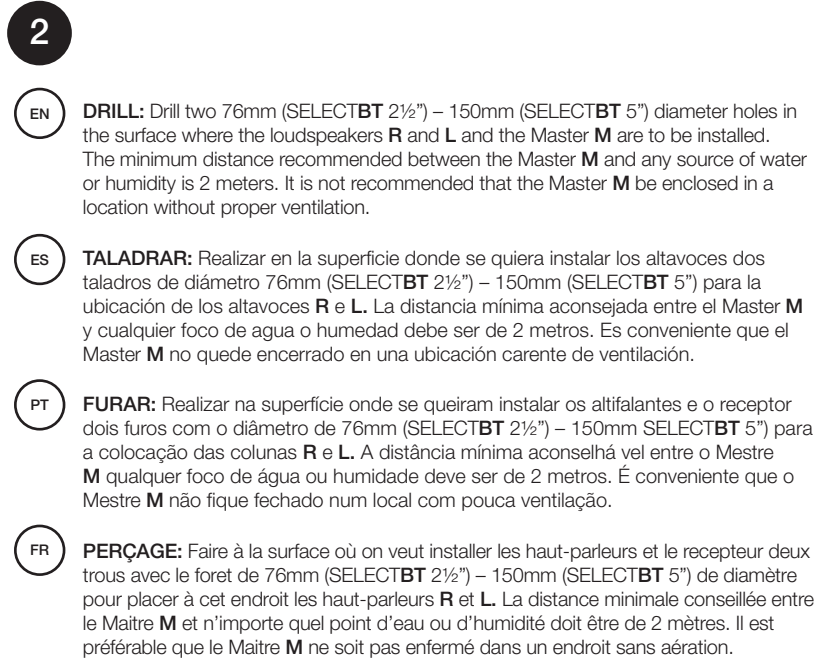 2
EN
DRILL: Drill two 76mm (SELECTBT 2½”) – 150mm (SELECTBT 5”) diameter holes in
the surface where the loudspeakers R and L and the Master M are to be installed.
The minimum distance recommended between the Master M and any source of water
or humidity is 2 meters. It is not recommended that the Master M be enclosed in a
location without proper ventilation.
ES
TALADRAR: Realizar en la superficie donde se quiera instalar los altavoces dos
taladros de diámetro 76mm (SELECTBT 2½”) – 150mm (SELECTBT 5”) para la
ubicación de los altavoces R e L. La distancia mínima aconsejada entre el Master M
y cualquier foco de agua o humedad debe ser de 2 metros. Es conveniente que el
Master M no quede encerrado en una ubicación carente de ventilación.
PT
FURAR: Realizar na superfície onde se queiram instalar os altifalantes e o receptor
dois furos com o diâmetro de 76mm (SELECTBT 2½”) – 150mm SELECTBT 5”) para
a colocação das colunas R e L. A distância mínima aconselhá vel entre o Mestre
M qualquer foco de água ou humidade deve ser de 2 metros. É conveniente que o
Mestre M não fique fechado num local com pouca ventilação.
FR
PERÇAGE: Faire à la surface où on veut installer les haut-parleurs et le recepteur deux
trous avec le foret de 76mm (SELECTBT 2½”) – 150mm (SELECTBT 5”) de diamètre
pour placer à cet endroit les haut-parleurs R et L. La distance minimale conseillée entre
le Maitre M et n’importe quel point d’eau ou d’humidité doit être de 2 mètres. Il est
préférable que le Maitre M ne soit pas enfermé dans un endroit sans aération.